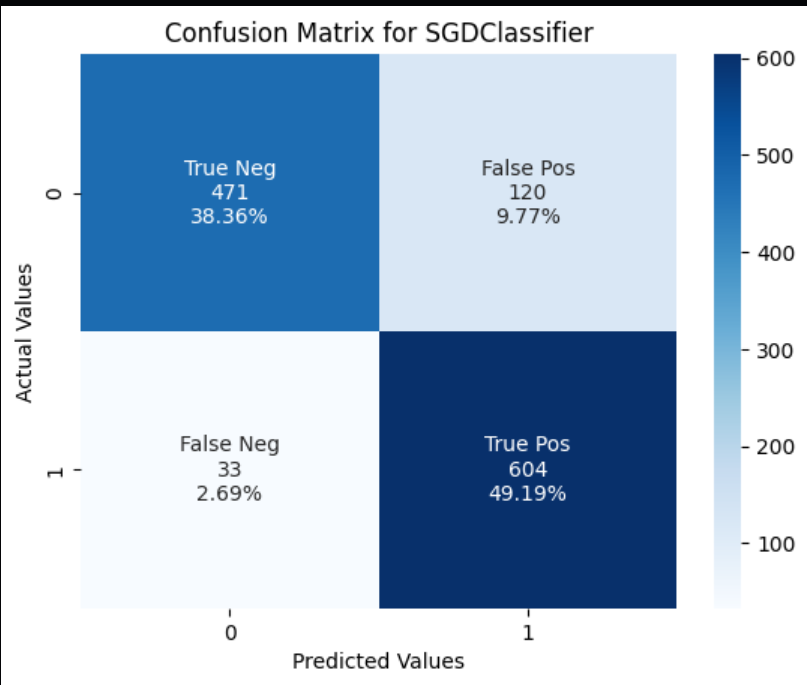 Confusion Matrix for SGDClassifier
True Neg
471
38.36%
False Pos
120
9.77%
False Neg
33
2.69%
True Pos
604
49.19%
0
1
Actual Values
0
1
Predicted Values
600
500
400
300
200
100